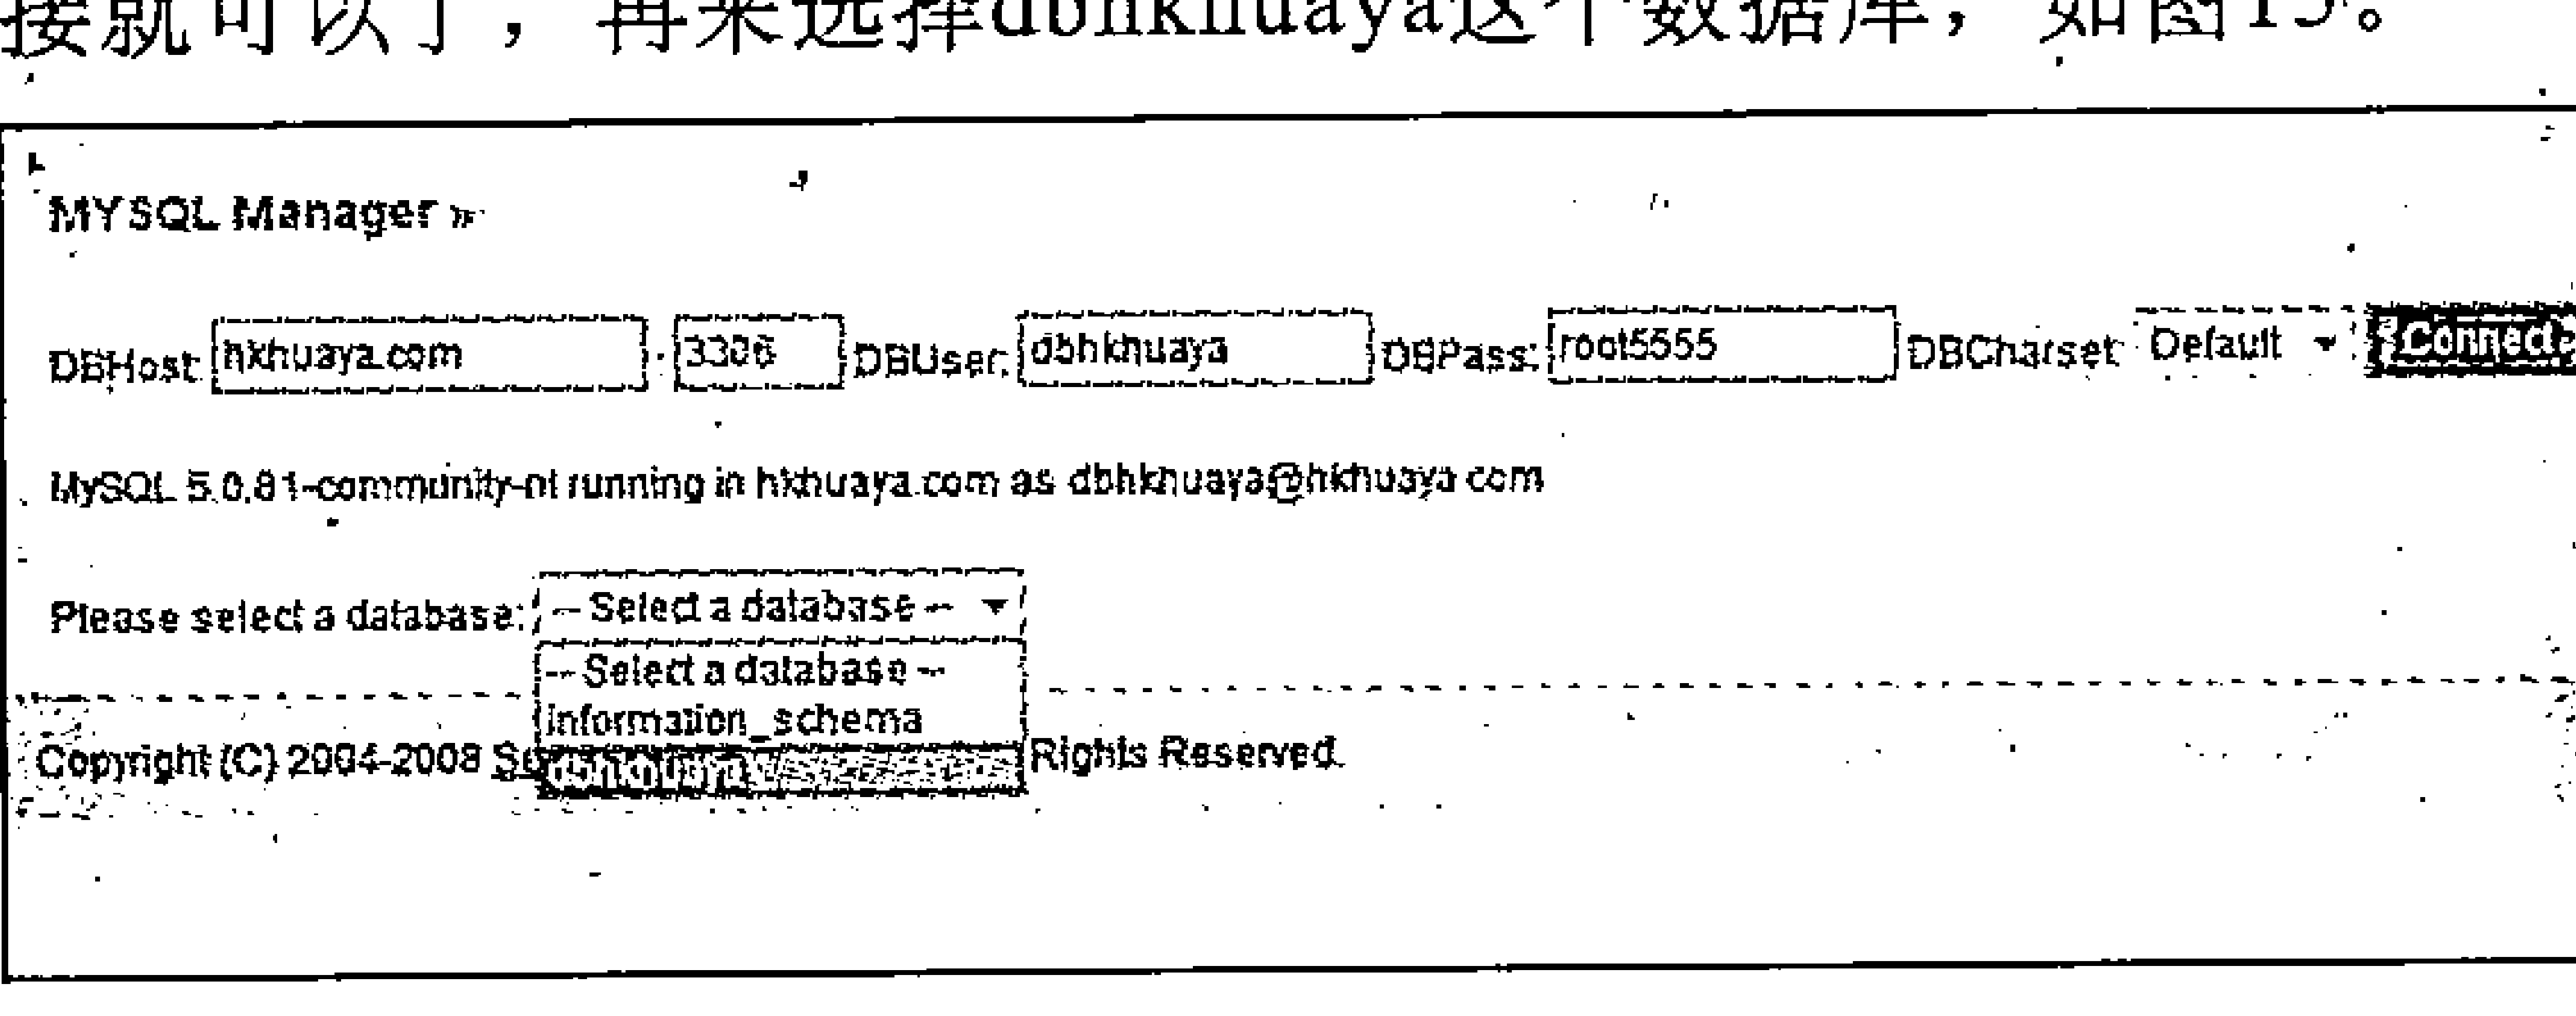 接就可以了，再来选择dbhkhuaya这个数据库，如图15。
MYSQL Manager »
DBHost: hkhuaya.com : 3306 DBUser: dbhkhuaya DBPass: root5555 DBCharset: Default Connect
MySQL 5.0.81-community-nt running in hkhuaya.com as dbhkhuaya@hkhuaya.com
Please select a database: -- Select a database --
-- Select a database --
information_schema
dbhkhuaya
Copyright (C) 2004-2008 Rights Reserved.